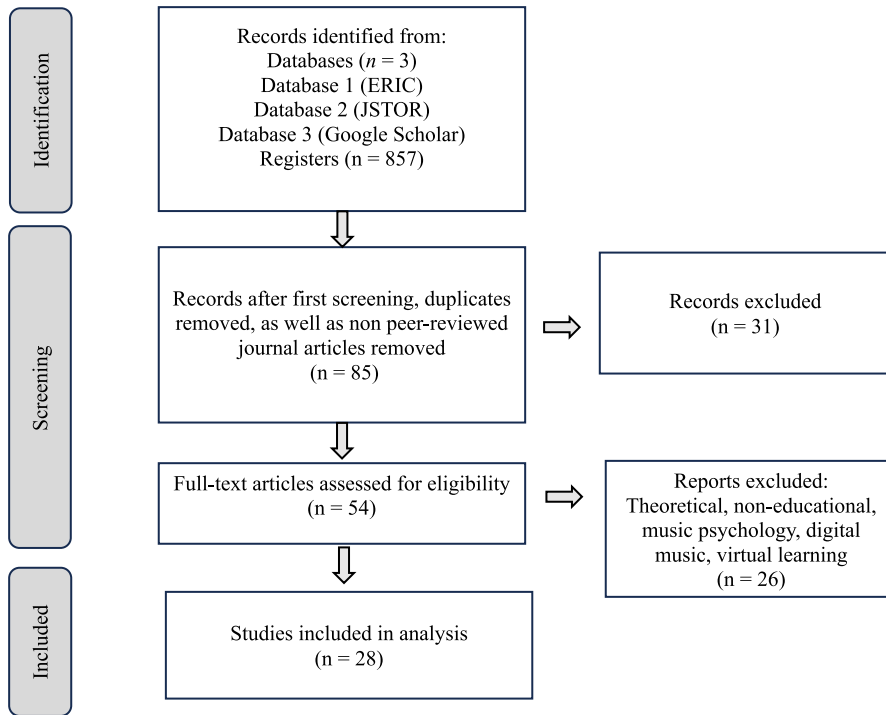 Identification
Records identified from:
Databases (n = 3)
Database 1 (ERIC)
Database 2 (JSTOR)
Database 3 (Google Scholar)
Registers (n = 857)
Screening
Records after first screening, duplicates
removed, as well as non peer-reviewed
journal articles removed
(n = 85)
Records excluded
(n = 31)
Full-text articles assessed for eligibility
(n = 54)
Reports excluded:
Theoretical, non-educational,
music psychology, digital
music, virtual learning
(n = 26)
Included
Studies included in analysis
(n = 28)